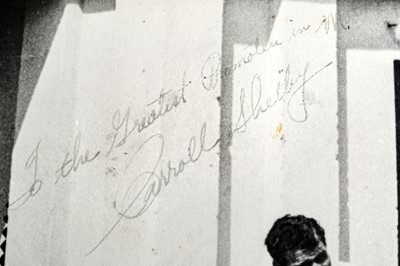 To the Greatest Promoter in
Carroll Shelby